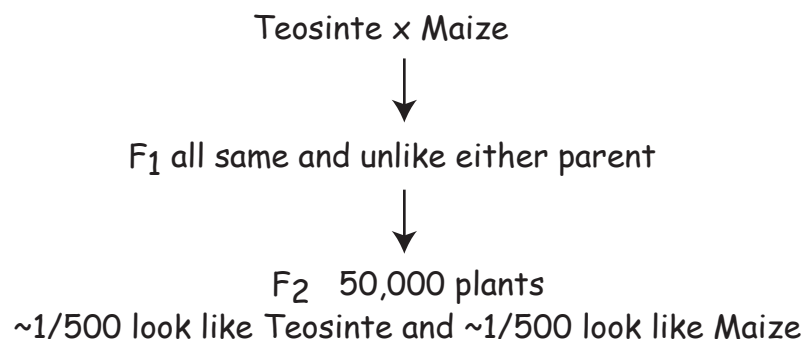 Teosinte x Maize
F1 all same and unlike either parent
F2 50,000 plants
~1/500 look like Teosinte and ~1/500 look like Maize